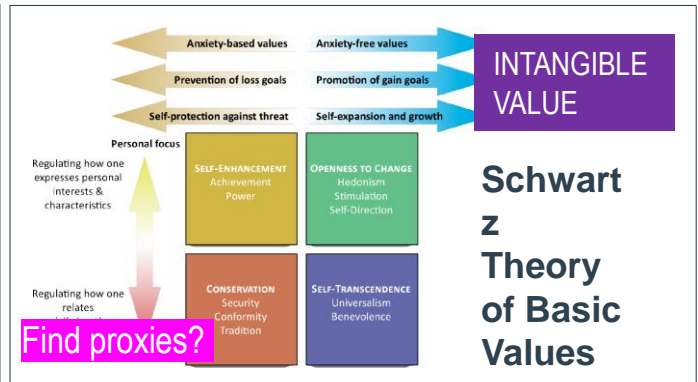 Anxiety-based values
Anxiety-free values
Prevention of loss goals
Promotion of gain goals
Self-protection against threat
Self-expansion and growth
INTANGIBLE
VALUE
Personal focus
Regulating how one
expresses personal
interests &
characteristics
SELF-ENHANCEMENT
Achievement
Power
OPENNESS TO CHANGE
Hedonism
Stimulation
Self-Direction
Schwart
z
Theory
of Basic
Values
Regulating how one
relates
CONSERVATION
Security
Conformity
Tradition
SELF-TRANSCENDENCE
Universalism
Benevolence
Find proxies?